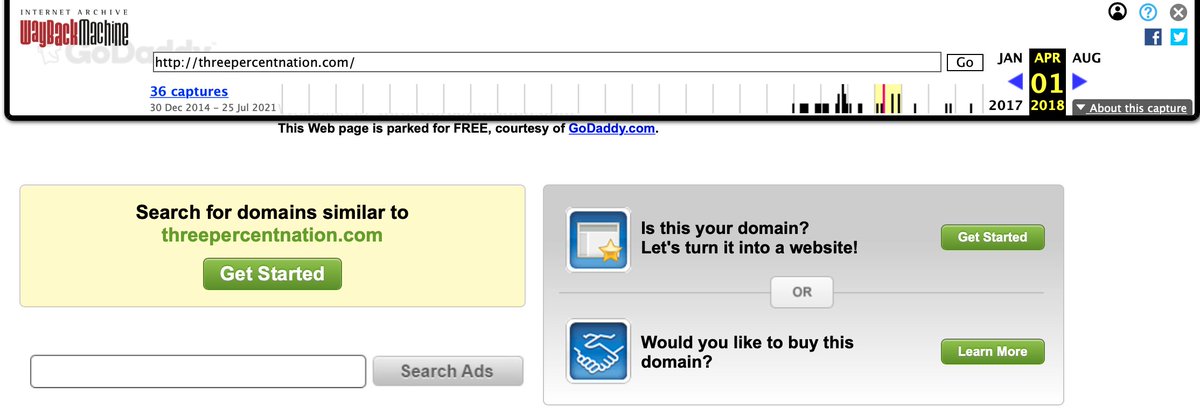 INTERNET ARCHIVE
WayBackMachine
GoDaddy
http://threepercentnation.com/
Go
JAN APR AUG
36 captures
01
30 Dec 2014 – 25 Jul 2021
2017 2018
▼ About this capture
This Web page is parked for FREE, courtesy of GoDaddy.com.
Search for domains similar to
threepercentnation.com
Get Started
Is this your domain?
Let's turn it into a website!
Get Started
OR
Would you like to buy this
domain?
Learn More
Search Ads